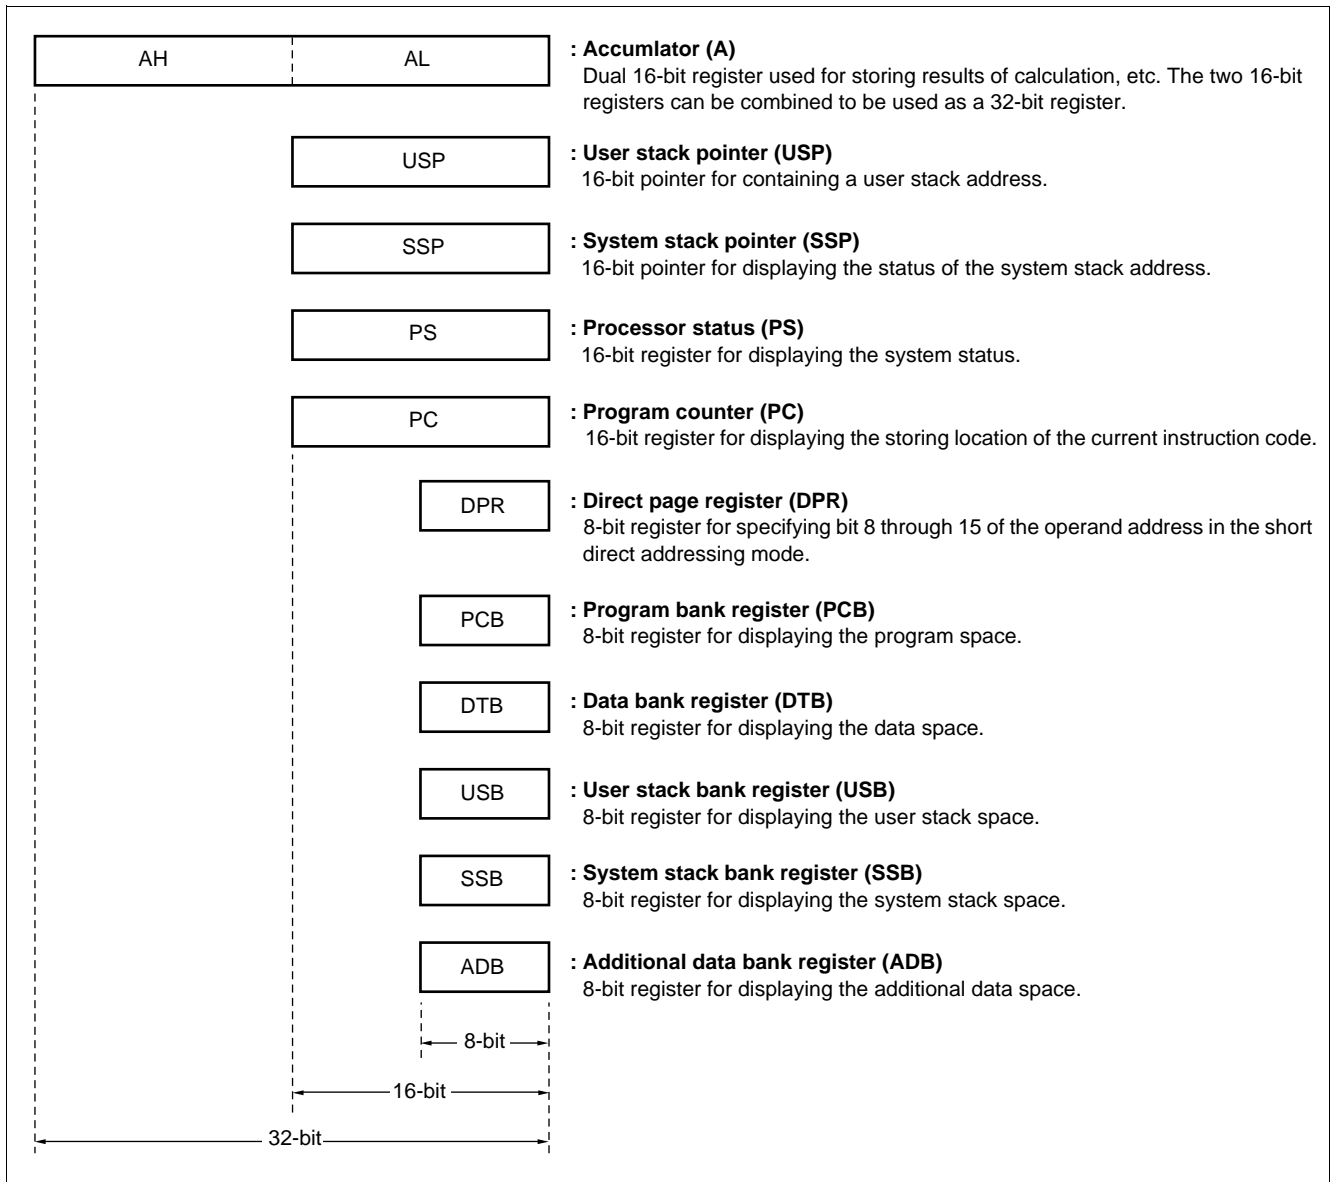 AH AL : Accumlator (A)
Dual 16-bit register used for storing results of calculation, etc. The two 16-bit
registers can be combined to be used as a 32-bit register.
USP : User stack pointer (USP)
16-bit pointer for containing a user stack address.
SSP : System stack pointer (SSP)
16-bit pointer for displaying the status of the system stack address.
PS : Processor status (PS)
16-bit register for displaying the system status.
PC : Program counter (PC)
16-bit register for displaying the storing location of the current instruction code.
DPR : Direct page register (DPR)
8-bit register for specifying bit 8 through 15 of the operand address in the short
direct addressing mode.
PCB : Program bank register (PCB)
8-bit register for displaying the program space.
DTB : Data bank register (DTB)
8-bit register for displaying the data space.
USB : User stack bank register (USB)
8-bit register for displaying the user stack space.
SSB : System stack bank register (SSB)
8-bit register for displaying the system stack space.
ADB : Additional data bank register (ADB)
8-bit register for displaying the additional data space.
8-bit
16-bit
32-bit